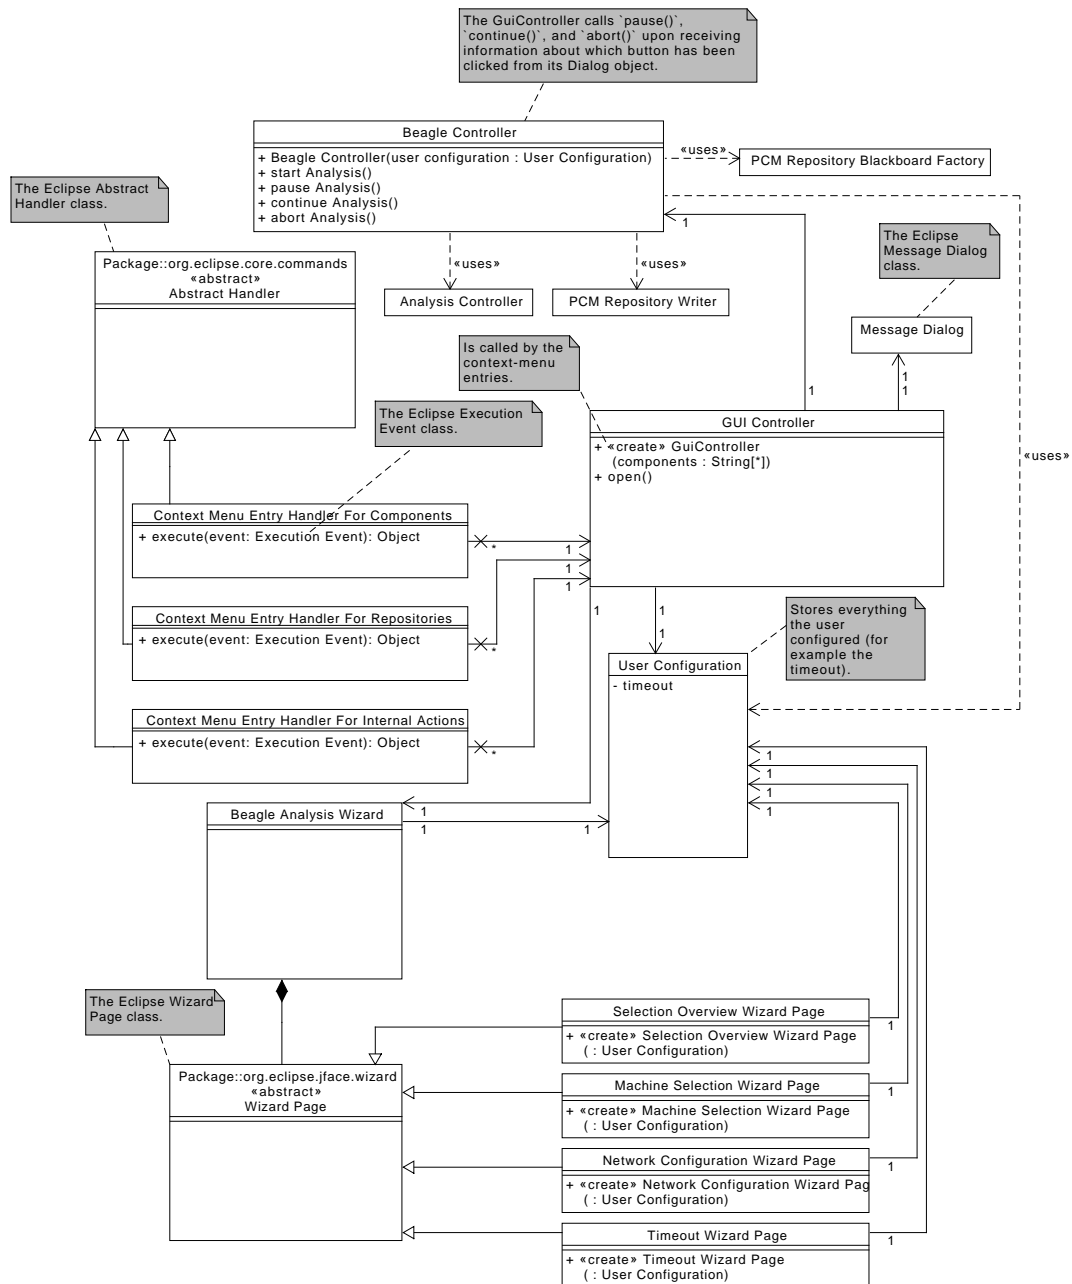 The GuiController calls `pause()`,
`continue()`, and `abort()` upon receiving
information about which button has been
clicked from its Dialog object.
Beagle Controller
+ Beagle Controller(user configuration : User Configuration)
+ start Analysis()
+ pause Analysis()
+ continue Analysis()
+ abort Analysis()
«uses»
PCM Repository Blackboard Factory
The Eclipse Abstract
Handler class.
1
The Eclipse
Message Dialog
class.
Package::org.eclipse.core.commands
«abstract»
Abstract Handler
«uses»
«uses»
Analysis Controller
PCM Repository Writer
Message Dialog
Is called by the
context-menu
entries.
1
1
1
The Eclipse Execution
Event class.
GUI Controller
+ «create» GuiController
(components : String[*])
+ open()
«uses»
Context Menu Entry Handler For Components
+ execute(event: Execution Event): Object
*
1
1
1
Context Menu Entry Handler For Repositories
+ execute(event: Execution Event): Object
*
1
1
1
Stores everything
the user
configured (for
example the
timeout).
User Configuration
- timeout
Context Menu Entry Handler For Internal Actions
+ execute(event: Execution Event): Object
*
1
1
1
1
Beagle Analysis Wizard
1
1
1
The Eclipse Wizard
Page class.
Package::org.eclipse.jface.wizard
«abstract»
Wizard Page
Selection Overview Wizard Page
+ «create» Selection Overview Wizard Page
( : User Configuration)
1
Machine Selection Wizard Page
+ «create» Machine Selection Wizard Page
( : User Configuration)
1
Network Configuration Wizard Page
+ «create» Network Configuration Wizard Pag
( : User Configuration)
1
Timeout Wizard Page
+ «create» Timeout Wizard Page
( : User Configuration)
1